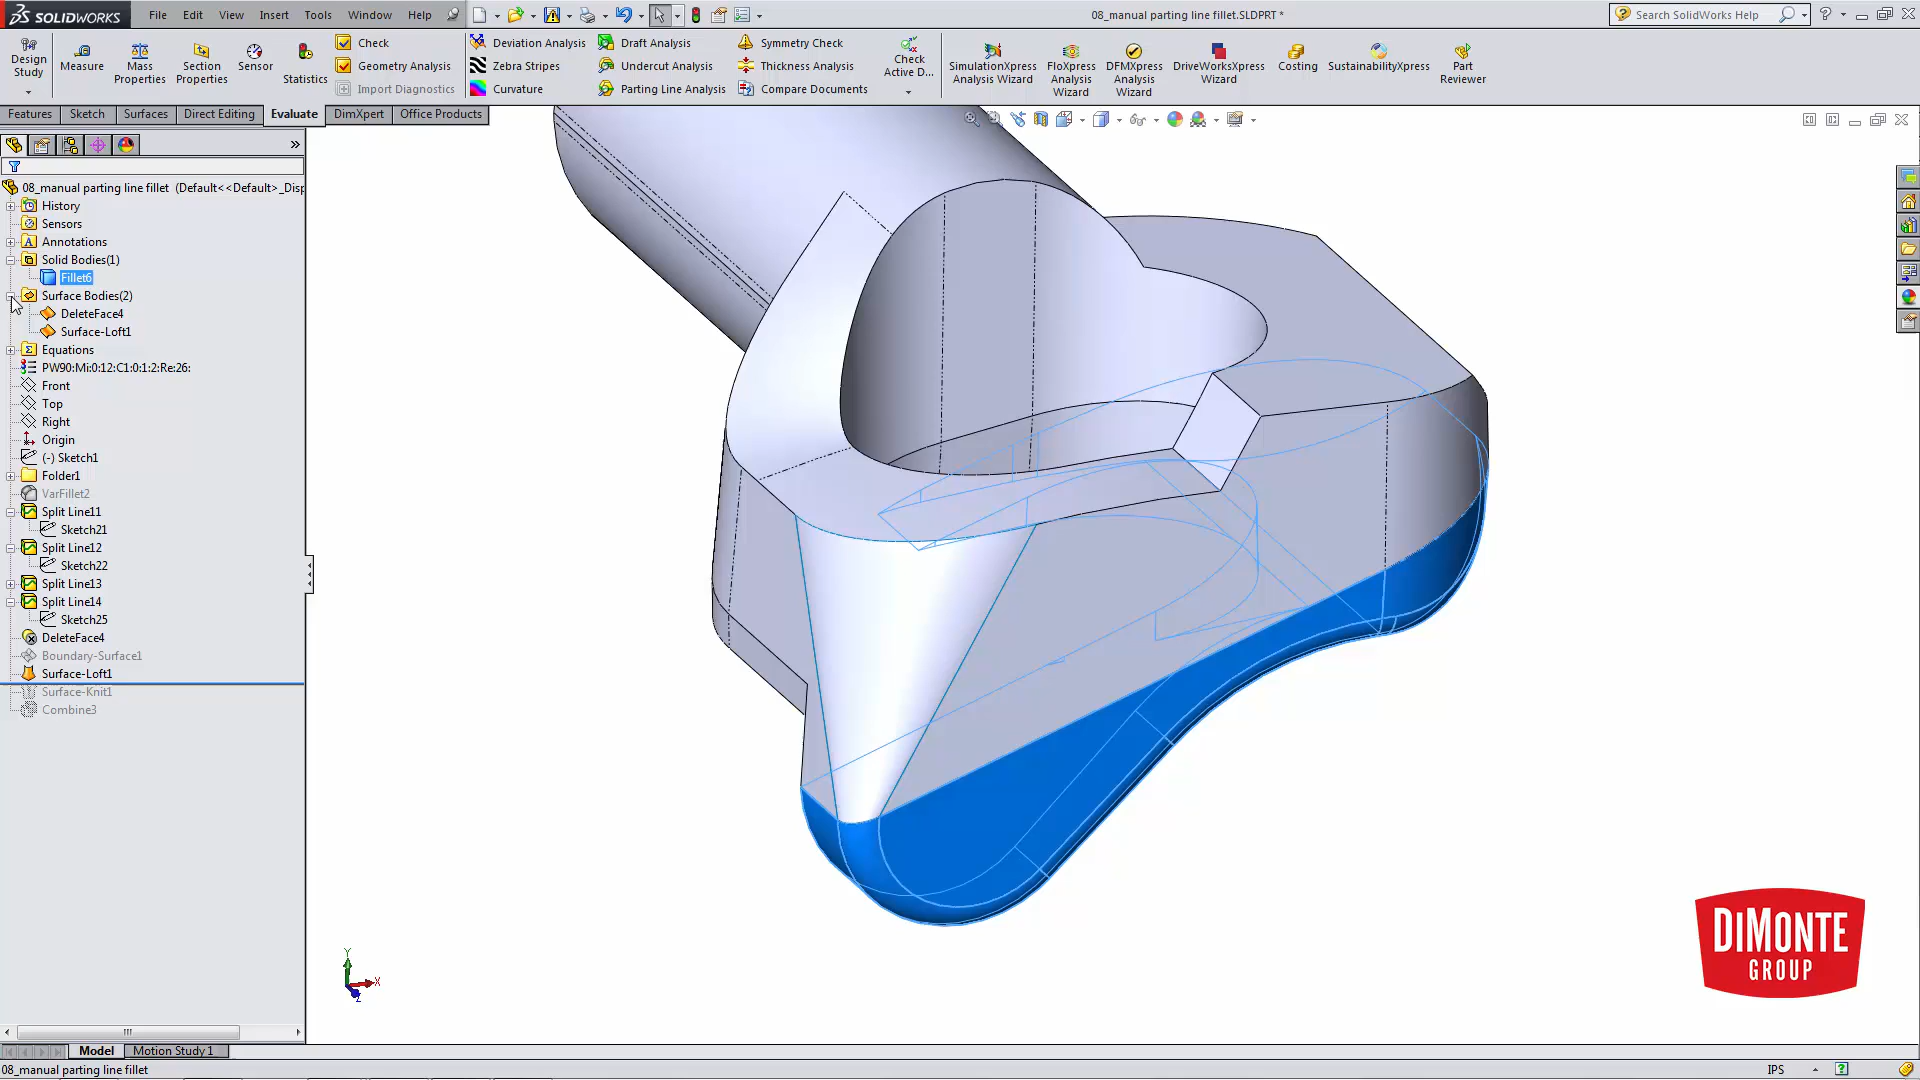 SOLIDWORKS
File Edit View Insert Tools Window Help
08_manual parting line fillet.SLDPRT *
Search SolidWorks Help
Design Study
Measure
Mass Properties
Section Properties
Sensor
Statistics
Check
Geometry Analysis
Import Diagnostics
Deviation Analysis
Zebra Stripes
Curvature
Draft Analysis
Undercut Analysis
Parting Line Analysis
Symmetry Check
Thickness Analysis
Compare Documents
Check Active D...
SimulationXpress Analysis Wizard
FloXpress Analysis Wizard
DFMXpress Analysis Wizard
DriveWorksXpress Wizard
Costing
SustainabilityXpress
Part Reviewer
Features Sketch Surfaces Direct Editing Evaluate DimXpert Office Products
08_manual parting line fillet (Default<<Default>_Disp
History
Sensors
Annotations
Solid Bodies(1)
Fillet6
Surface Bodies(2)
DeleteFace4
Surface-Loft1
Equations
PW90:Mi:0:12:C1:0:1:2:Re:26:
Front
Top
Right
Origin
(-) Sketch1
Folder1
VarFillet2
Split Line11
Sketch21
Split Line12
Sketch22
Split Line13
Split Line14
Sketch25
DeleteFace4
Boundary-Surface1
Surface-Loft1
Surface-Knit1
Combine3
Y
X
Z
DIMONTE
GROUP
Model Motion Study 1
08_manual parting line fillet
IPS